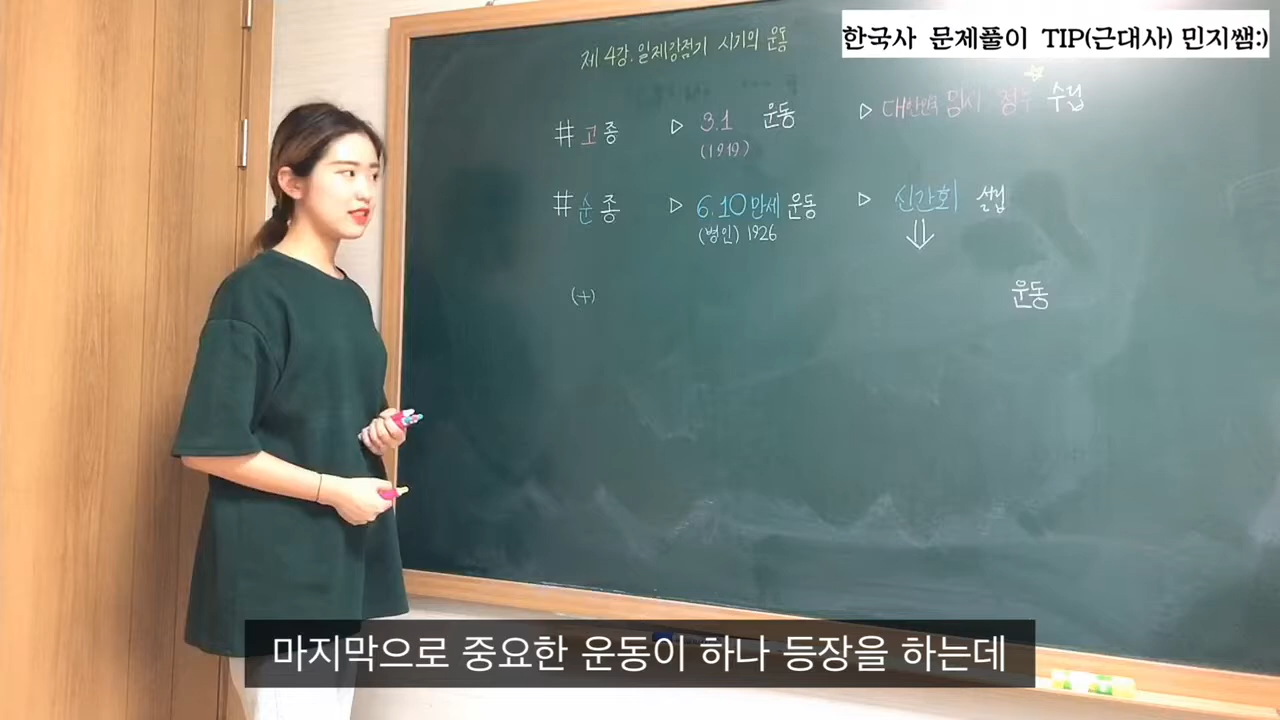 한국사 문제풀이 TIP(근대사) 민지쌤:)
제 4강. 일제강점기 시기의 운동
#고종 ▷ 3.1 운동 ▷ 대한민국 임시 정부 수립
(1919)
#순종 ▷ 6.10 만세 운동 ▷ 신간회 설립
(병인) 1926
⇓
(+) 운동
마지막으로 중요한 운동이 하나 등장을 하는데